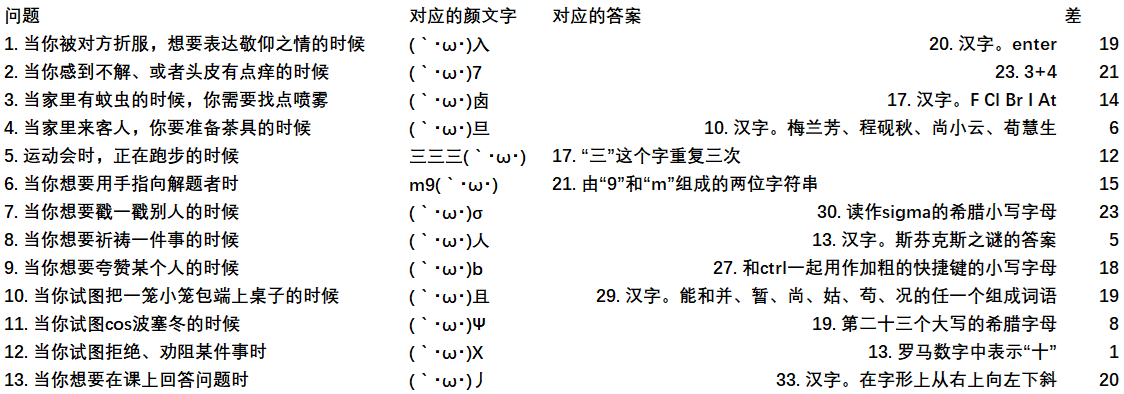 问题 对应的颜文字 对应的答案 差
1. 当你被对方折服，想要表达敬仰之情的时候 (｀･ω･)入 20. 汉字。enter 19
2. 当你感到不解、或者头皮有点痒的时候 (｀･ω･)7 23. 3+4 21
3. 当家里有蚊虫的时候，你需要找点喷雾 (｀･ω･)卤 17. 汉字。F Cl Br I At 14
4. 当家里来客人，你要准备茶具的时候 (｀･ω･)旦 10. 汉字。梅兰芳、程砚秋、尚小云、荀慧生 6
5. 运动会时，正在跑步的时候 三三三(｀･ω･) 17. “三”这个字重复三次 12
6. 当你想要用手指向解题者时 m9(｀･ω･) 21. 由“9”和“m”组成的两位字符串 15
7. 当你想要戳一戳别人的时候 (｀･ω･)σ 30. 读作sigma的希腊小写字母 23
8. 当你想要祈祷一件事的时候 (｀･ω･)人 13. 汉字。斯芬克斯之谜的答案 5
9. 当你想要夸赞某个人的时候 (｀･ω･)b 27. 和ctrl一起用作加粗的快捷键的小写字母 18
10. 当你试图把一笼小笼包端上桌子的时候 (｀･ω･)且 29. 汉字。能和并、暂、尚、姑、苟、况的任一个组成词语 19
11. 当你试图cos波塞冬的时候 (｀･ω･)Ψ 19. 第二十三个大写的希腊字母 8
12. 当你试图拒绝、劝阻某件事时 (｀･ω･)X 13. 罗马数字中表示“十” 1
13. 当你想要在课上回答问题时 (｀･ω･)丿 33. 汉字。在字形上从右上向左下斜 20